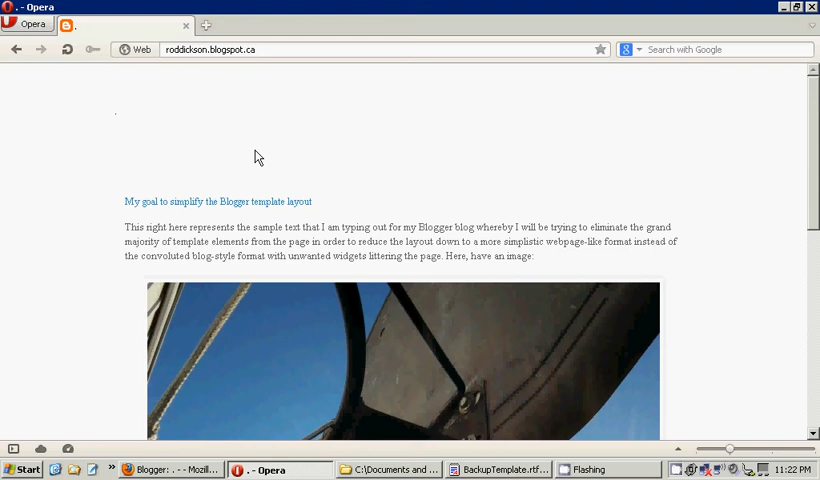 . - Opera
Opera
.
Web
roddickson.blogspot.ca
Search with Google
.
My goal to simplify the Blogger template layout
This right here represents the sample text that I am typing out for my Blogger blog whereby I will be trying to eliminate the grand
majority of template elements from the page in order to reduce the layout down to a more simplistic webpage-like format instead of
the convoluted blog-style format with unwanted widgets littering the page. Here, have an image:
Start
»
Blogger: . - Mozill...
. - Opera
C:\Documents and ...
BackupTemplate.rtf...
Flashing
11:22 PM